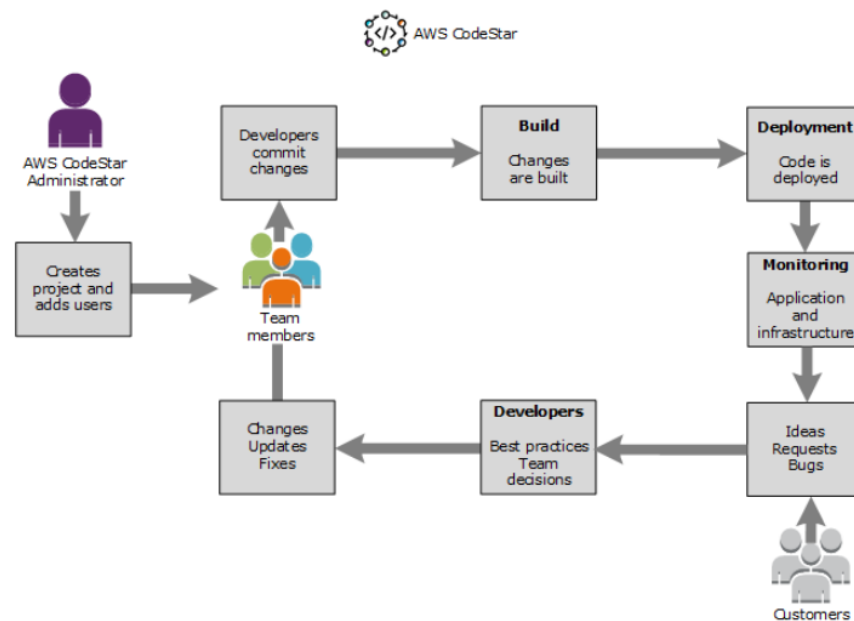 AWS CodeStar
AWS CodeStar
Administrator
Creates
project and
adds users
Team
members
Developers
commit
changes
Build
Changes
are built
Deployment
Code is
deployed
Monitoring
Application
and
infrastructure
Ideas
Requests
Bugs
Customers
Developers
Best practices
Team
decisions
Changes
Updates
Fixes